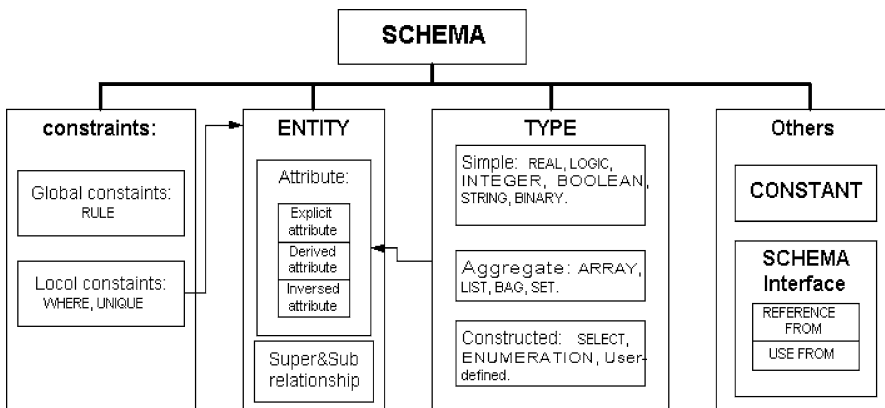 SCHEMA
constraints:
Global constaints:
RULE
Locol constaints:
WHERE, UNIQUE
ENTITY
Attribute:
Explicit
attribute
Derived
attribute
Inversed
attribute
Super&Sub
relationship
TYPE
Simple: REAL, LOGIC,
INTEGER, BOOLEAN,
STRING, BINARY.
Aggregate: ARRAY,
LIST, BAG, SET.
Constructed: SELECT,
ENUMERATION, User-
defined.
Others
CONSTANT
SCHEMA
Interface
REFERENCE
FROM
USE FROM